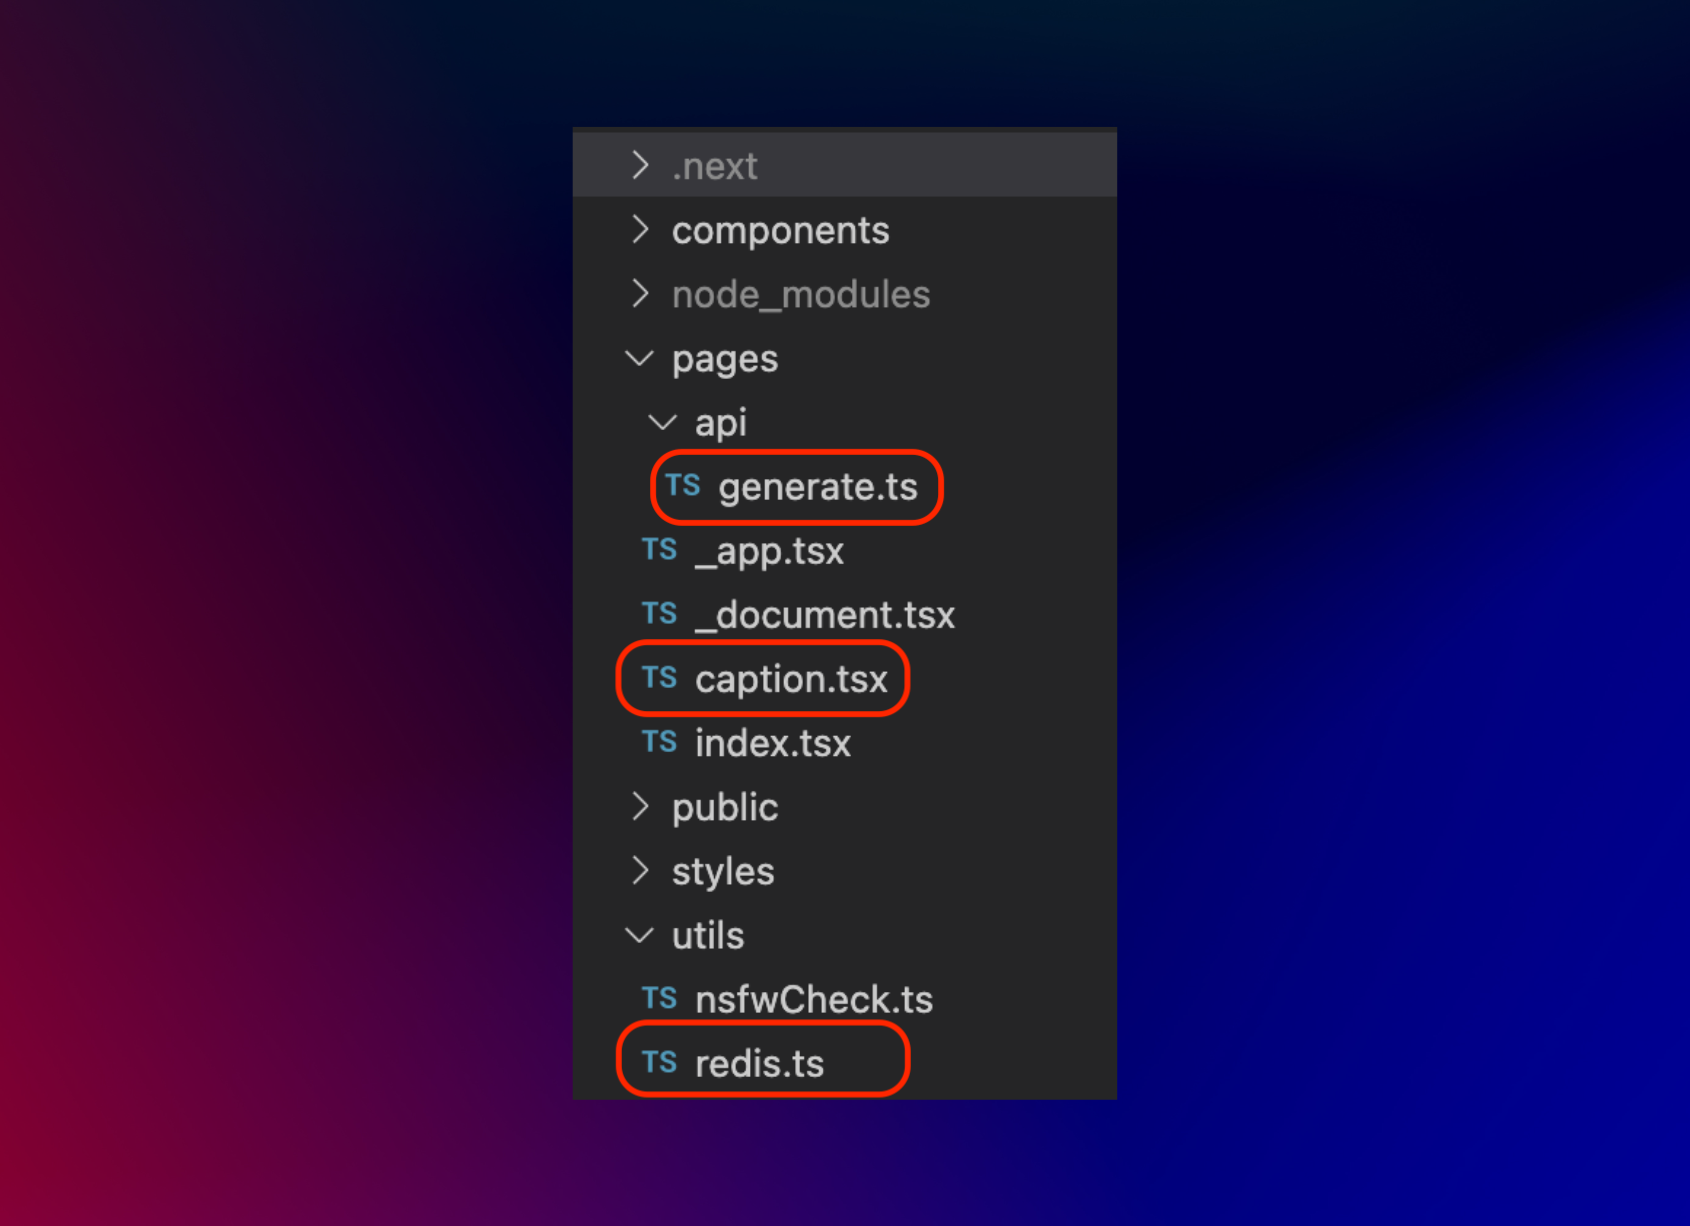 .next
components
node_modules
pages
api
TS generate.ts
TS _app.tsx
TS _document.tsx
TS caption.tsx
TS index.tsx
public
styles
utils
TS nsfwCheck.ts
TS redis.ts